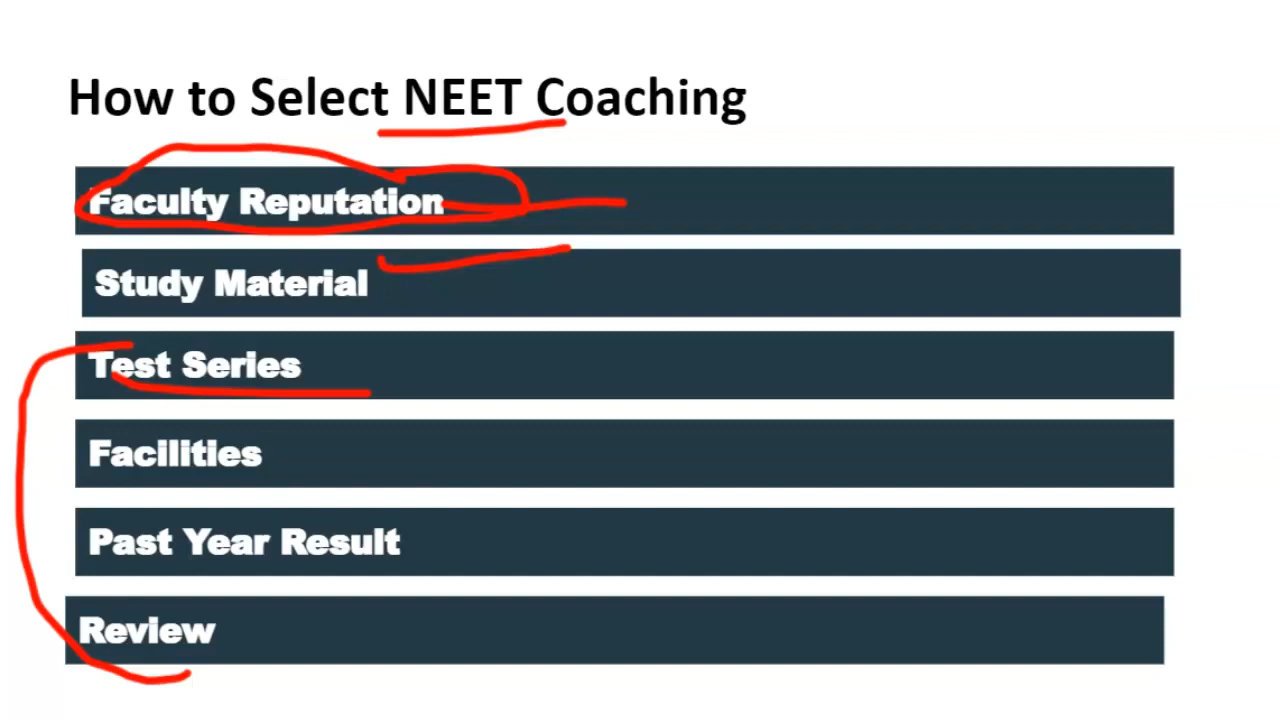 How to Select NEET Coaching
Faculty Reputation
Study Material
Test Series
Facilities
Past Year Result
Review